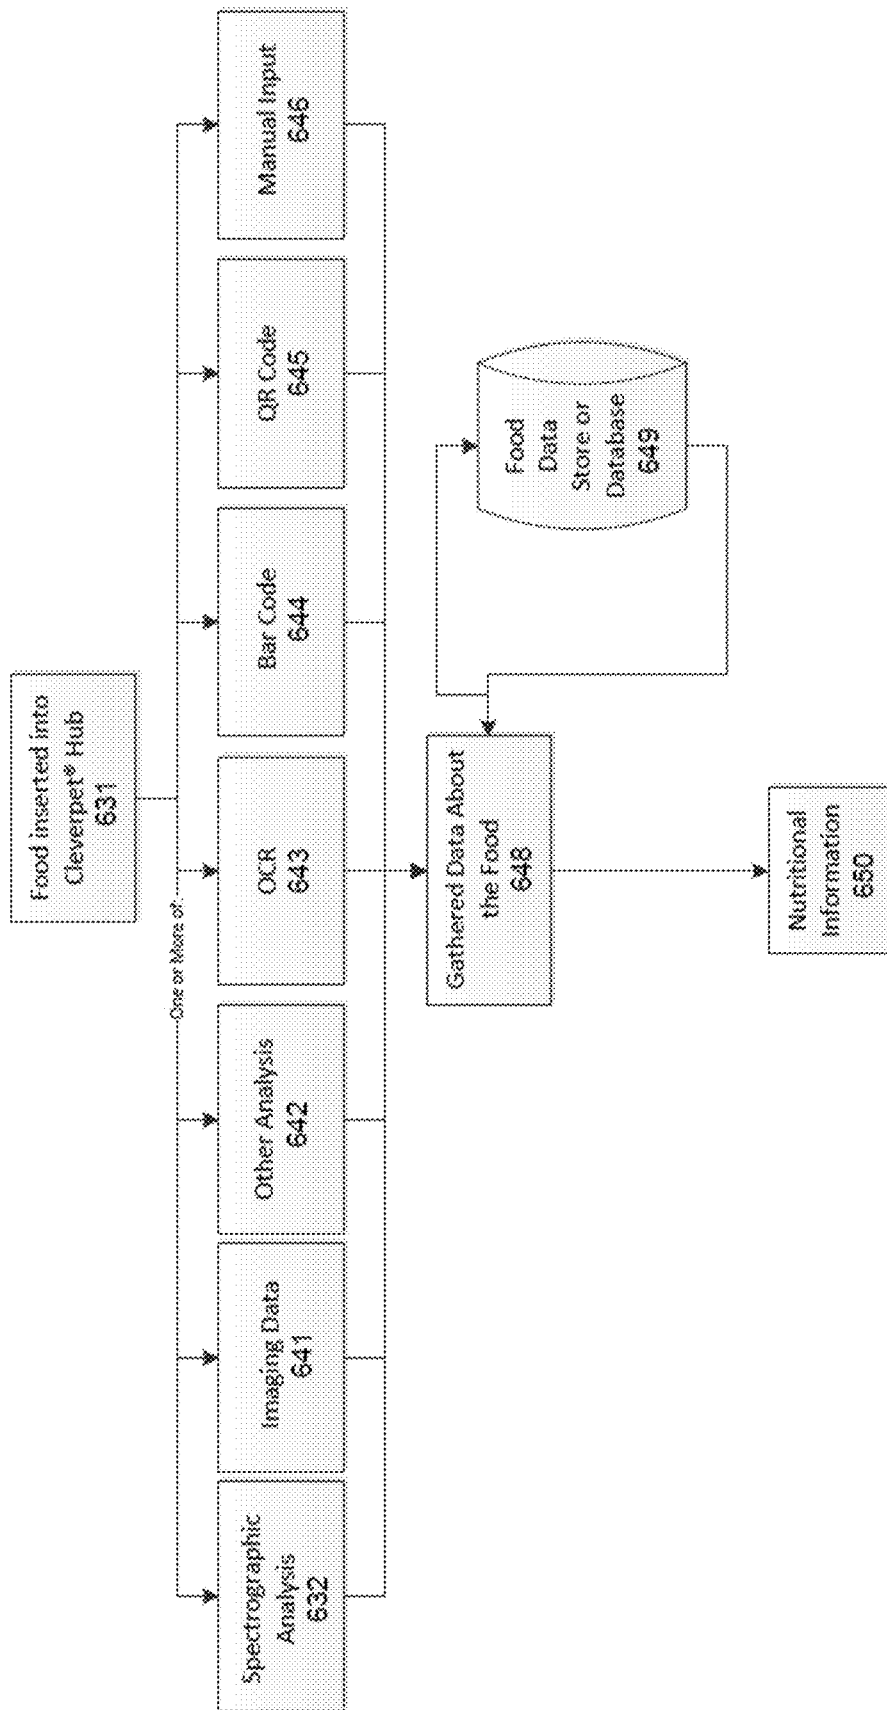 Food inserted into
Cleverpet® Hub
631
One or More of:
Spectrographic
Analysis
632
Imaging Data
641
Other Analysis
642
OCR
643
Bar Code
644
QR Code
645
Manual Input
646
Gathered Data About
the Food
648
Food
Data
Store or
Database
649
Nutritional
Information
650